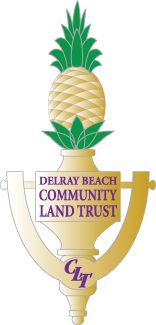 DELRAY BEACH
COMMUNITY
LAND TRUST
CLT